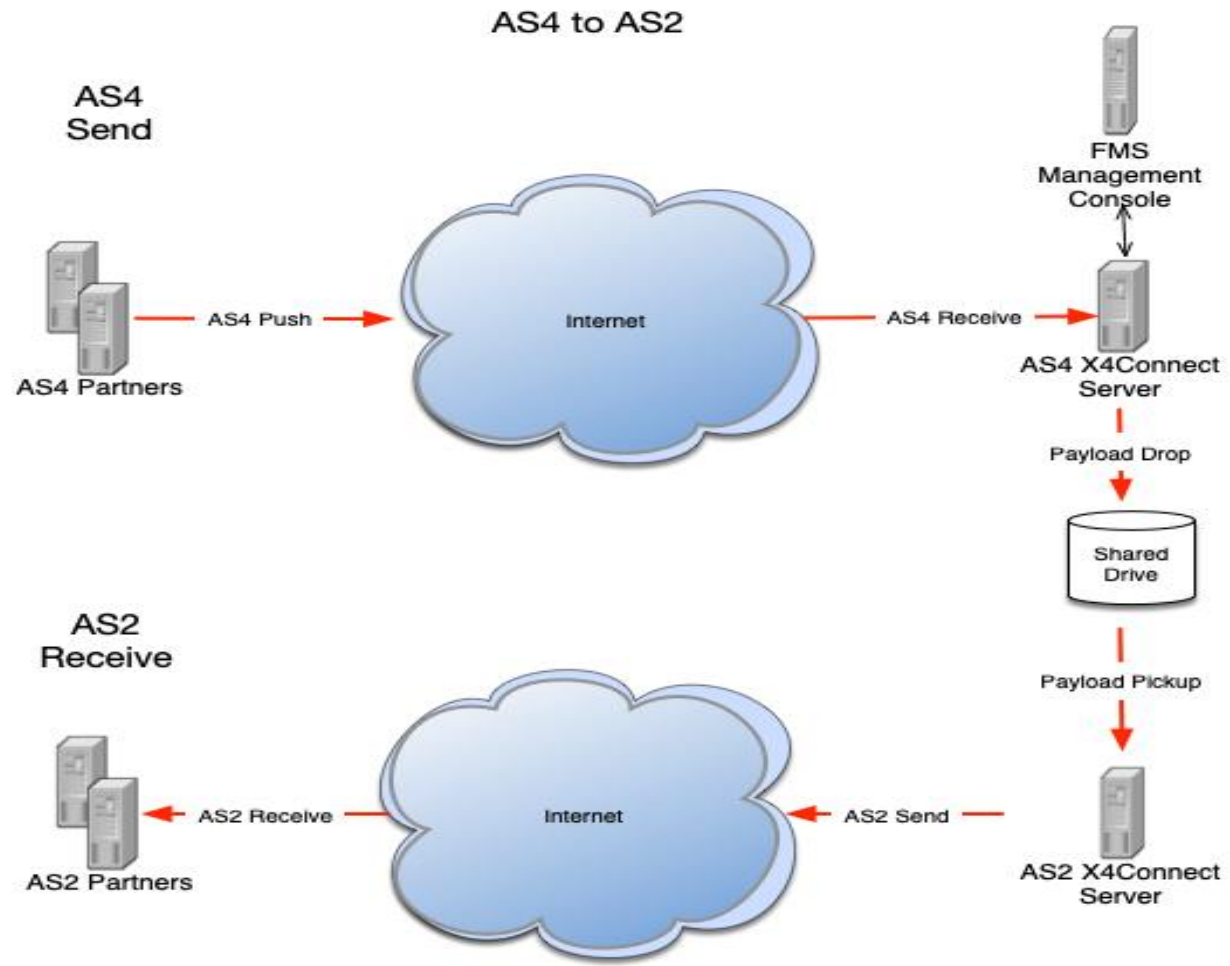 AS4 to AS2
AS4
Send
FMS
Management
Console
AS4 Partners
AS4 Push
Internet
AS4 Receive
AS4 X4Connect
Server
Payload Drop
Shared
Drive
Payload Pickup
AS2
Receive
AS2 Partners
AS2 Receive
Internet
AS2 Send
AS2 X4Connect
Server